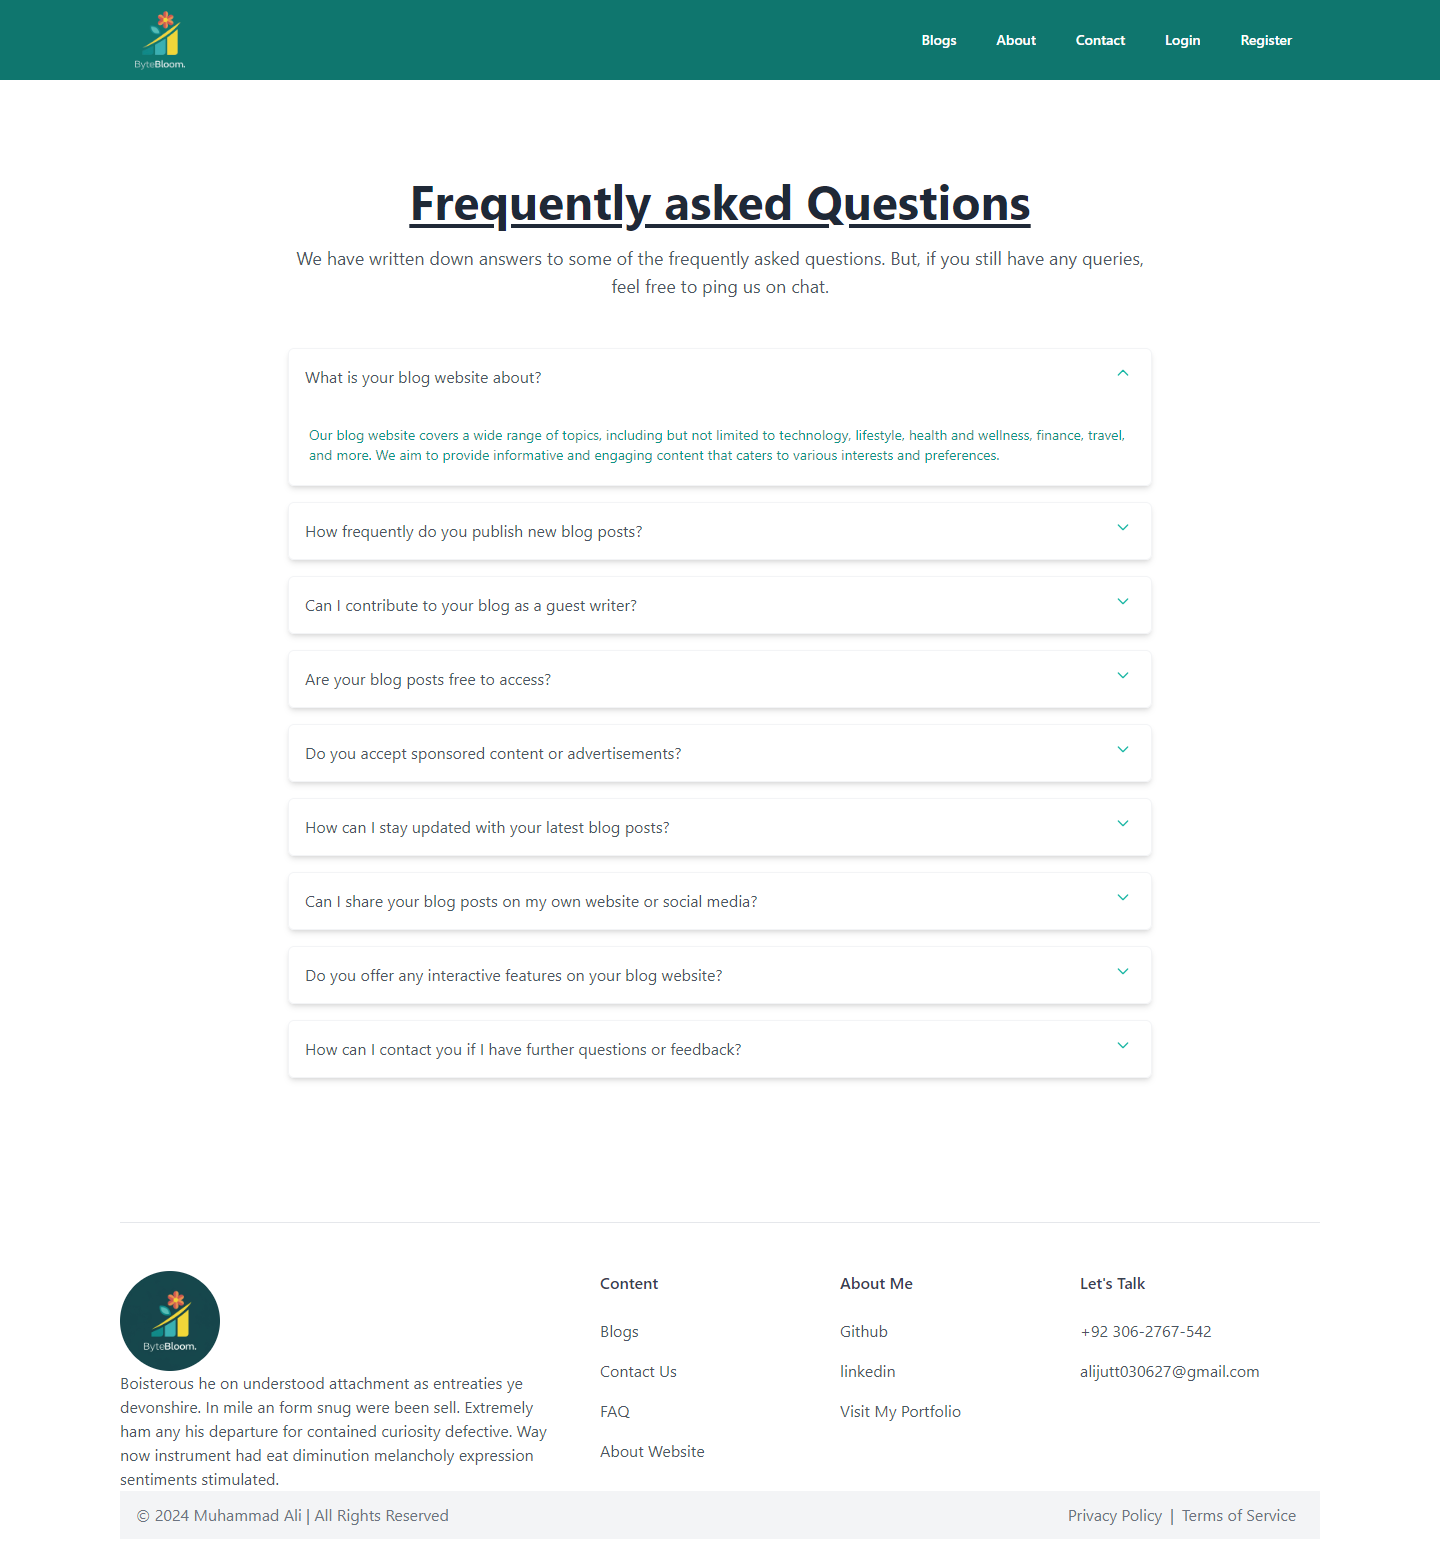 ByteBloom.
Blogs About Contact Login Register
Frequently asked Questions
We have written down answers to some of the frequently asked questions. But, if you still have any queries,
feel free to ping us on chat.
What is your blog website about?
Our blog website covers a wide range of topics, including but not limited to technology, lifestyle, health and wellness, finance, travel,
and more. We aim to provide informative and engaging content that caters to various interests and preferences.
How frequently do you publish new blog posts?
Can I contribute to your blog as a guest writer?
Are your blog posts free to access?
Do you accept sponsored content or advertisements?
How can I stay updated with your latest blog posts?
Can I share your blog posts on my own website or social media?
Do you offer any interactive features on your blog website?
How can I contact you if I have further questions or feedback?
ByteBloom.
Boisterous he on understood attachment as entreaties ye
devonshire. In mile an form snug were been sell. Extremely
ham any his departure for contained curiosity defective. Way
now instrument had eat diminution melancholy expression
sentiments stimulated.
Content
Blogs
Contact Us
FAQ
About Website
About Me
Github
linkedin
Visit My Portfolio
Let's Talk
+92 306-2767-542
alijutt030627@gmail.com
© 2024 Muhammad Ali | All Rights Reserved
Privacy Policy | Terms of Service